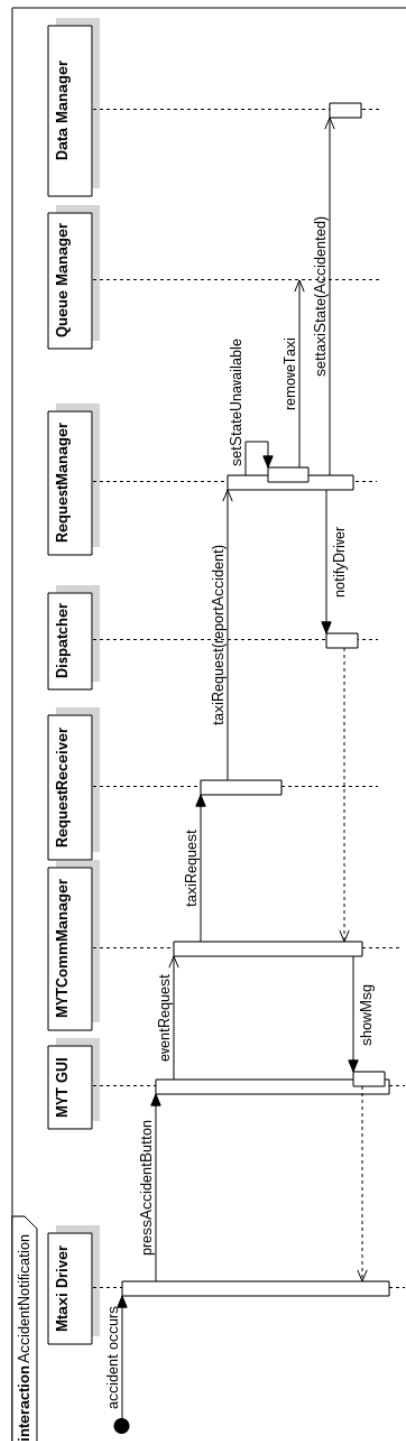 interaction AccidentNotification
Mtaxi Driver
MYT GUI
MYTCommManager
RequestReceiver
Dispatcher
RequestManager
Queue Manager
Data Manager
accident occurs
pressAccidentButton
eventRequest
taxiRequest
taxiRequest(reportAccident)
setStateUnavailable
removeTaxi
settaxiState(Accidented)
notifyDriver
showMsg